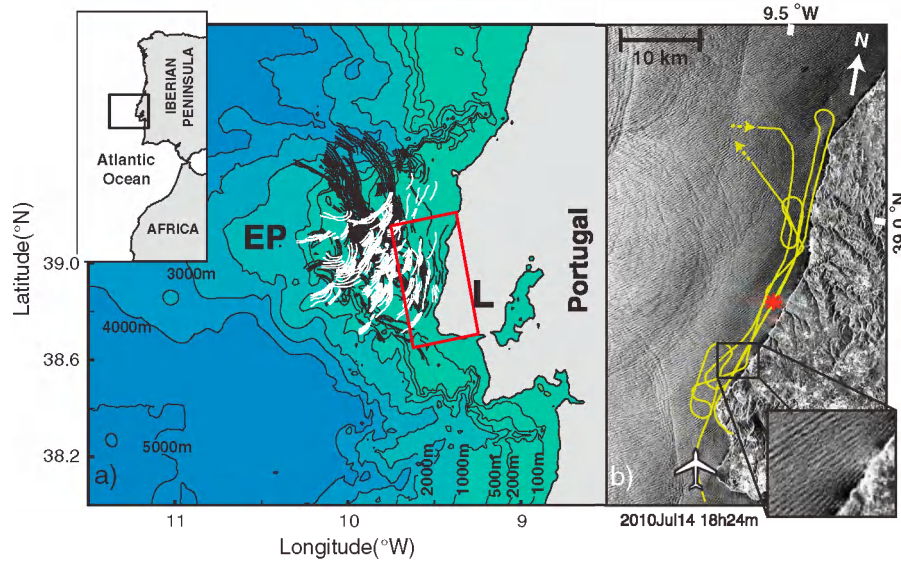 IBERIAN
PENINSULA
Atlantic
Ocean
AFRICA
3000m
4000m
5000m
EP
L
Portugal
2000m
1000m
500m
200m
100m
a)
Latitude(°N)
39.0
38.6
38.2
11
10
9
Longitude(°W)
9.5 °W
10 km
N
39.0 °N
b)
2010Jul14 18h24m